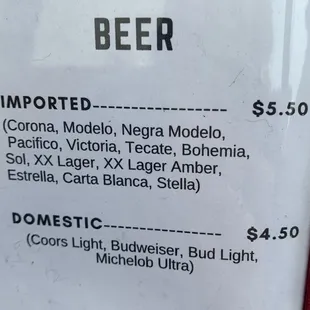 BEER
IMPORTED------------------ $5.50
(Corona, Modelo, Negra Modelo,
Pacifico, Victoria, Tecate, Bohemia,
Sol, XX Lager, XX Lager Amber,
Estrella, Carta Blanca, Stella)
DOMESTIC---------------- $4.50
(Coors Light, Budweiser, Bud Light,
Michelob Ultra)